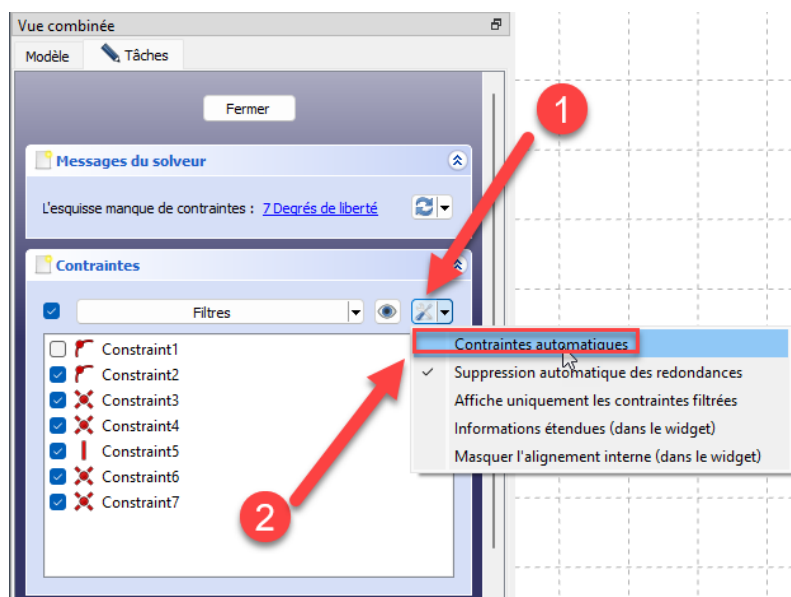 Vue combinée
Modèle
Tâches
Fermer
1
Messages du solveur
L'esquisse manque de contraintes : 7 Degrés de liberté
Contraintes
Filtres
Contraintes automatiques
Constraint1
Suppression automatique des redondances
Constraint2
Affiche uniquement les contraintes filtrées
Constraint3
Informations étendues (dans le widget)
Constraint4
Masquer l'alignement interne (dans le widget)
Constraint5
Constraint6
Constraint7
2